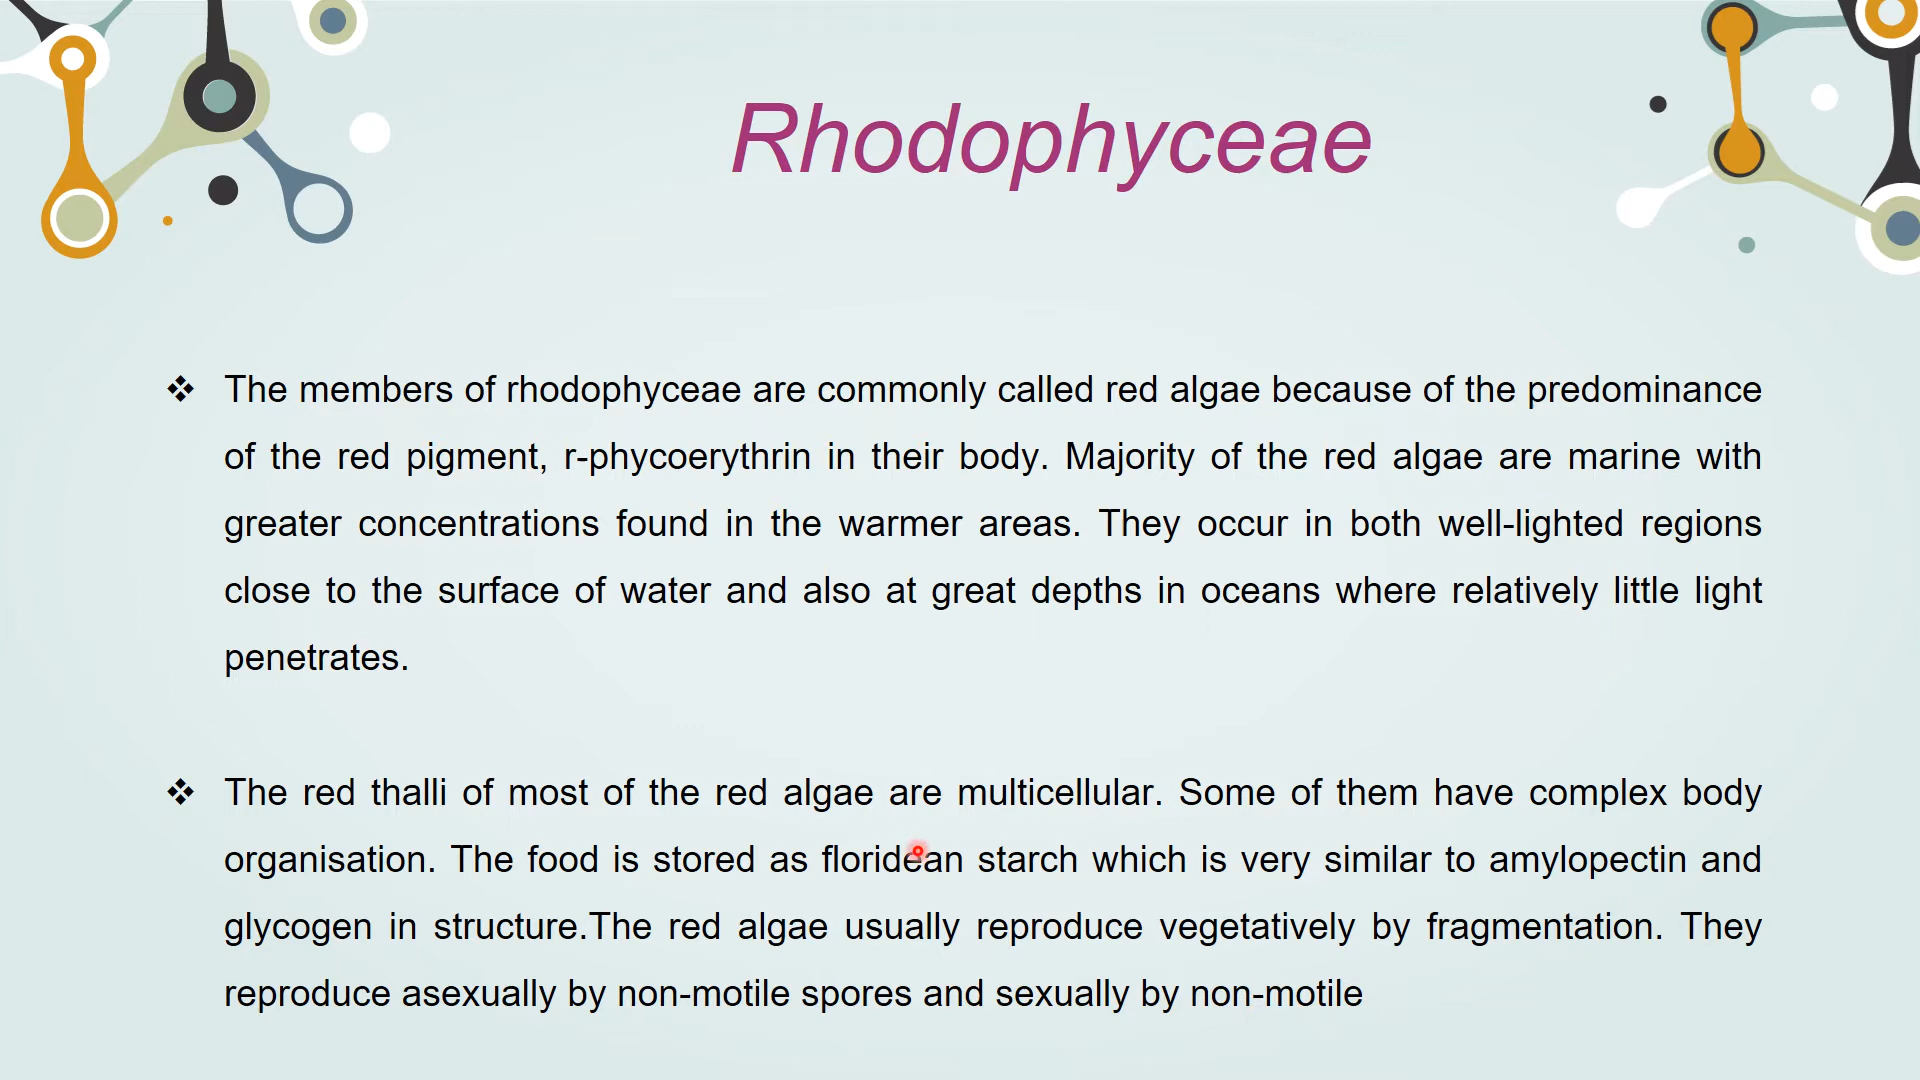 Rhodophyceae
❖ The members of rhodophyceae are commonly called red algae because of the predominance
of the red pigment, r-phycoerythrin in their body. Majority of the red algae are marine with
greater concentrations found in the warmer areas. They occur in both well-lighted regions
close to the surface of water and also at great depths in oceans where relatively little light
penetrates.
❖ The red thalli of most of the red algae are multicellular. Some of them have complex body
organisation. The food is stored as floridean starch which is very similar to amylopectin and
glycogen in structure.The red algae usually reproduce vegetatively by fragmentation. They
reproduce asexually by non-motile spores and sexually by non-motile